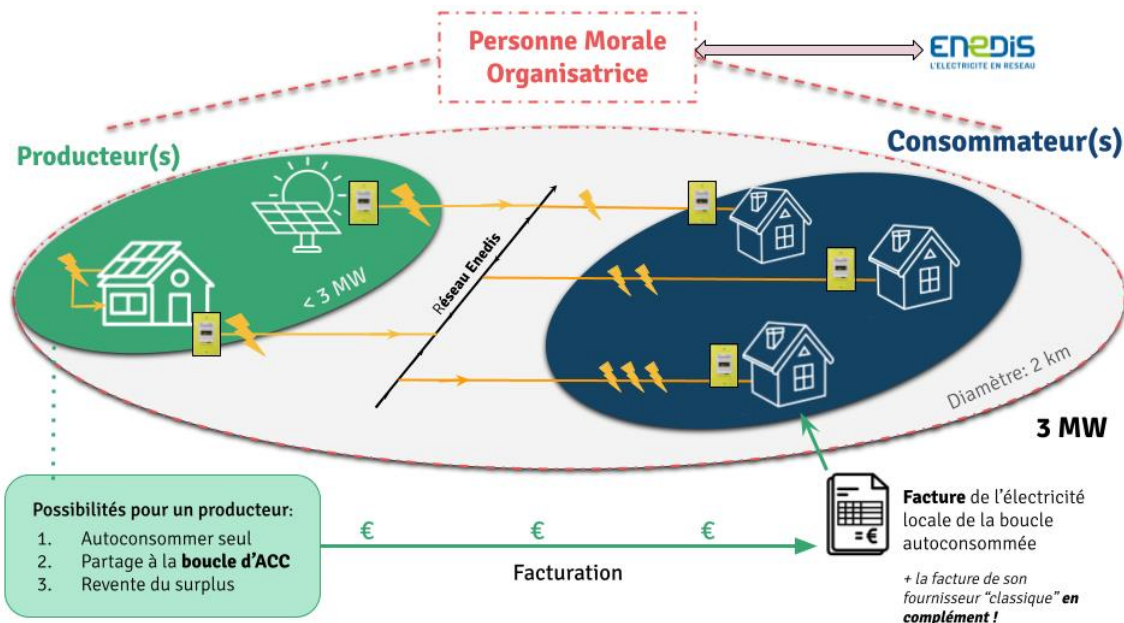 Personne Morale
Organisatrice
ENEDIS
L'ELECTRICITE EN RESEAU
Producteur(s)
Consommateur(s)
< 3 MW
Réseau Enedis
Diamètre: 2 km
3 MW
Possibilités pour un producteur:
1. Autoconsommer seul
2. Partage à la boucle d'ACC
3. Revente du surplus
€ € €
Facturation
= €
Facture de l'électricité
locale de la boucle
autoconsommée
+ la facture de son
fournisseur “classique” en
complément !